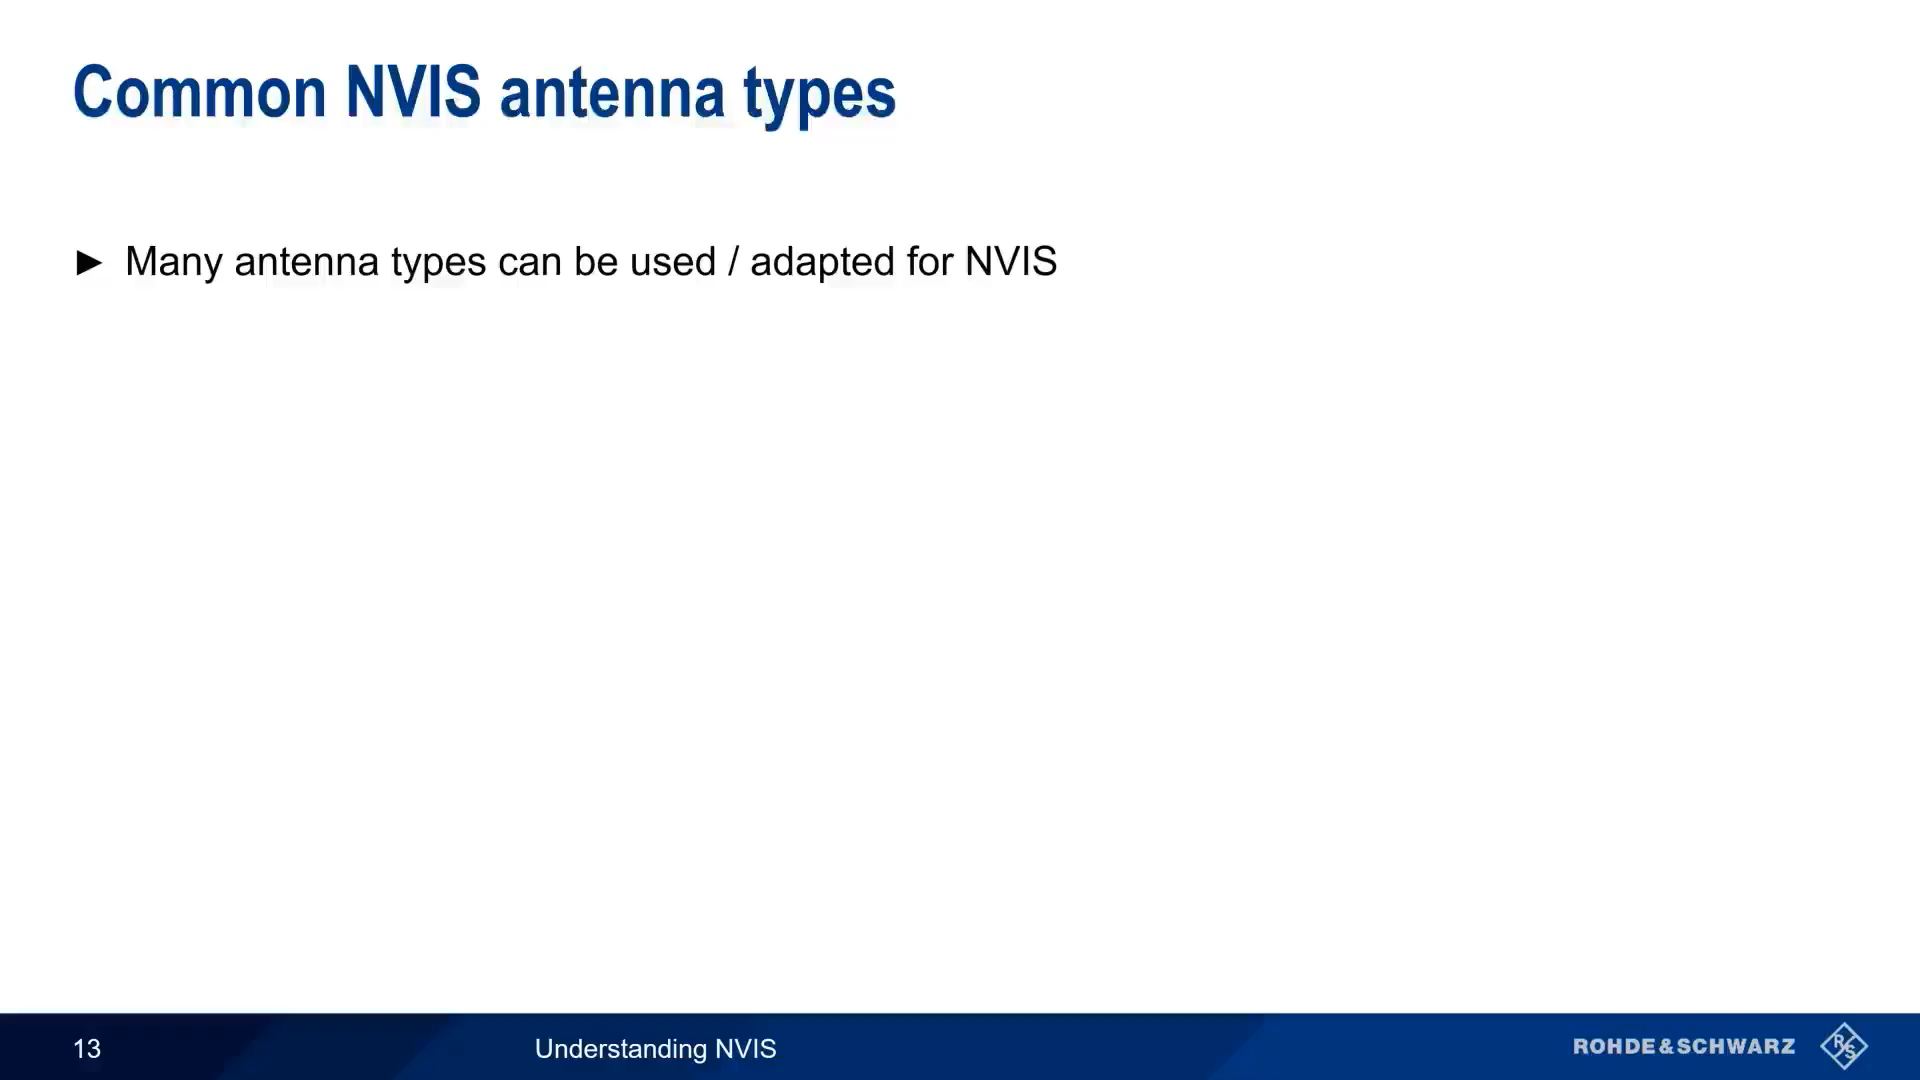 Common NVIS antenna types
► Many antenna types can be used / adapted for NVIS
13
Understanding NVIS
ROHDE&SCHWARZ
R&S